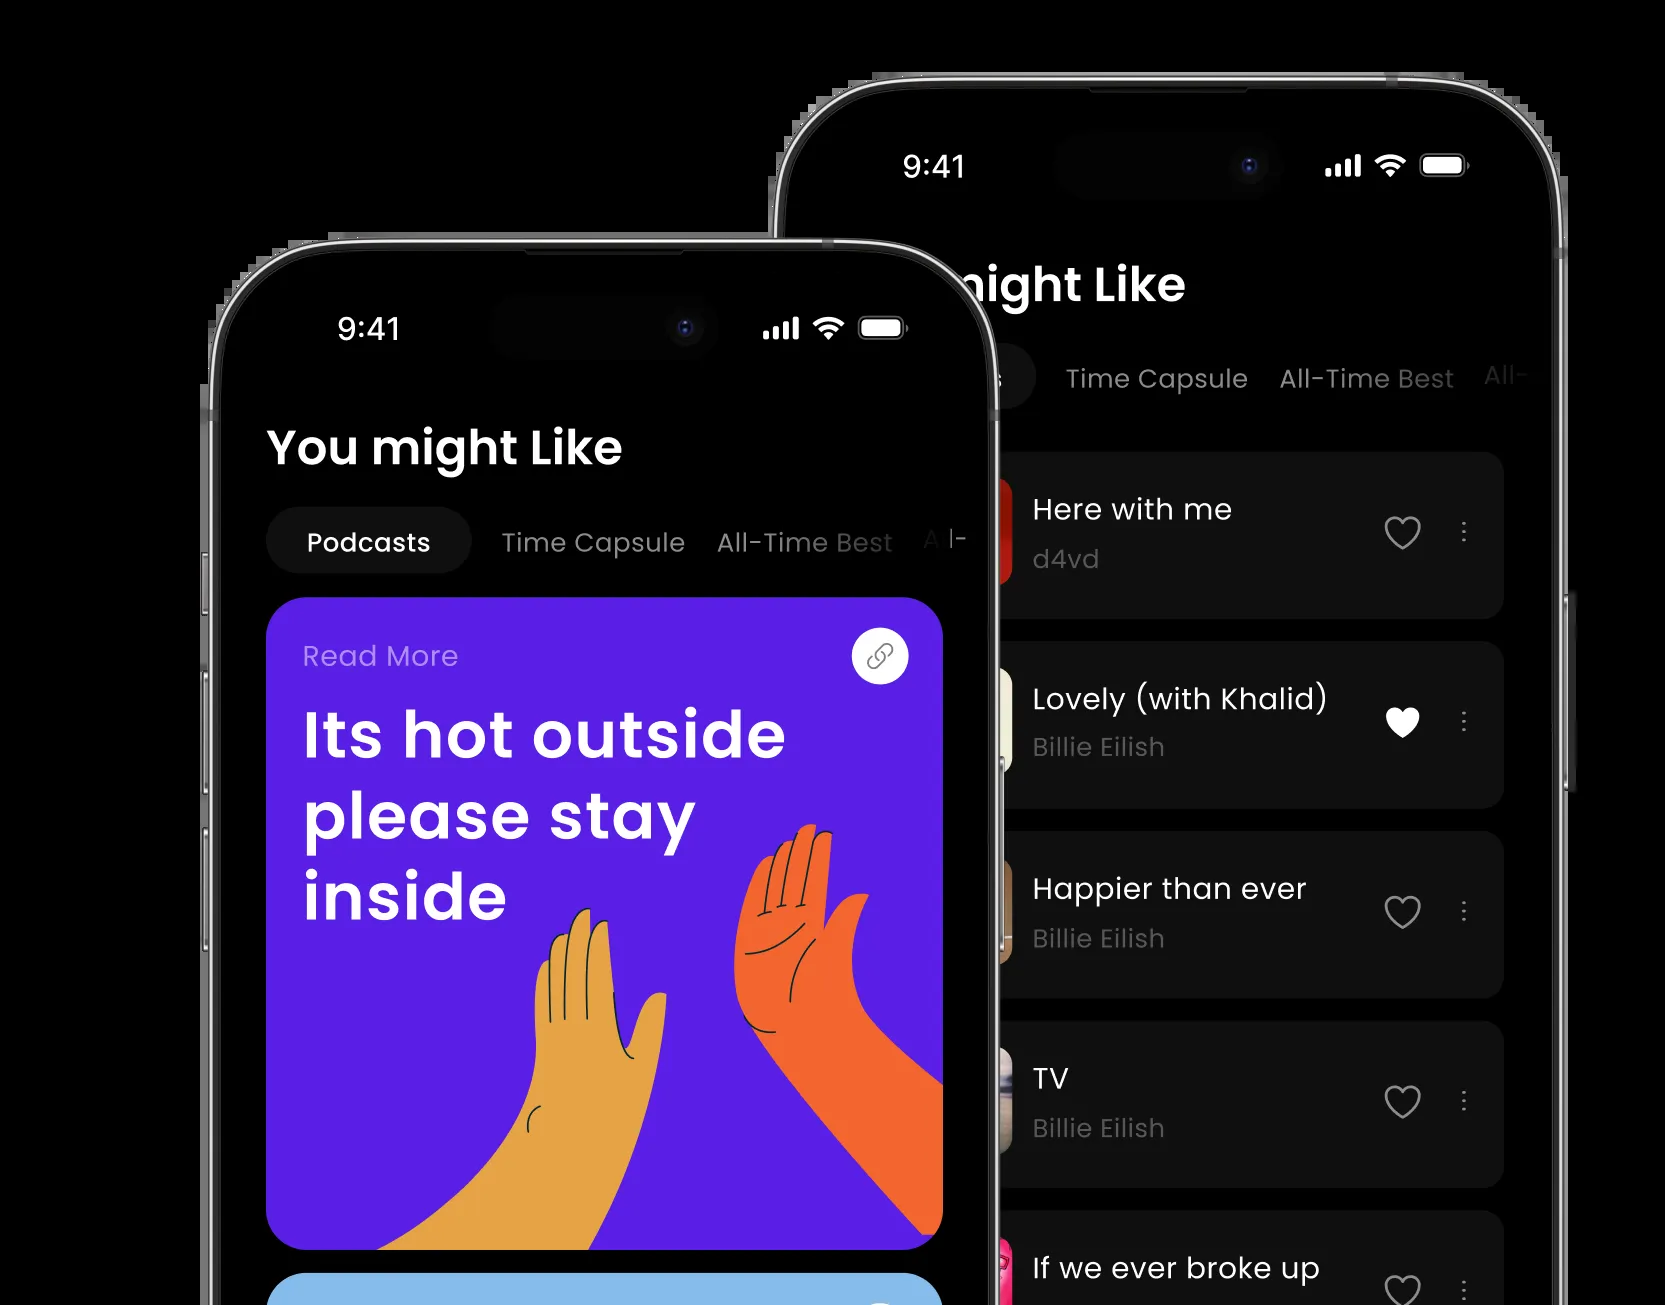 9:41
You might Like
Podcasts Time Capsule All-Time Best
Read More
Its hot outside
please stay
inside
9:41
might Like
Time Capsule All-Time Best All-
Here with me
d4vd
Lovely (with Khalid)
Billie Eilish
Happier than ever
Billie Eilish
TV
Billie Eilish
If we ever broke up